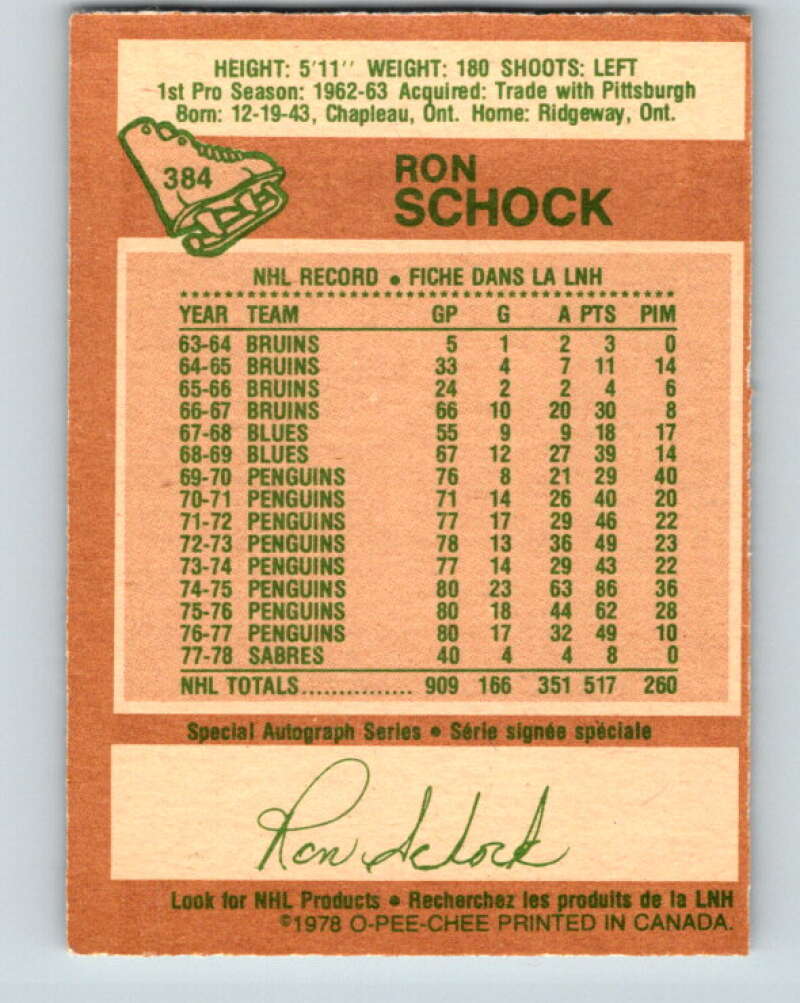 HEIGHT: 5'11'' WEIGHT: 180 SHOOTS: LEFT
1st Pro Season: 1962-63 Acquired: Trade with Pittsburgh
Born: 12-19-43, Chapleau, Ont. Home: Ridgeway, Ont.
384
RON
SCHOCK
NHL RECORD • FICHE DANS LA LNH
YEAR TEAM GP G A PTS PIM
63-64 BRUINS 5 1 2 3 0
64-65 BRUINS 33 4 7 11 14
65-66 BRUINS 24 2 2 4 6
66-67 BRUINS 66 10 20 30 8
67-68 BLUES 55 9 9 18 17
68-69 BLUES 67 12 27 39 14
69-70 PENGUINS 76 8 21 29 40
70-71 PENGUINS 71 14 26 40 20
71-72 PENGUINS 77 17 29 46 22
72-73 PENGUINS 78 13 36 49 23
73-74 PENGUINS 77 14 29 43 22
74-75 PENGUINS 80 23 63 86 36
75-76 PENGUINS 80 18 44 62 28
76-77 PENGUINS 80 17 32 49 10
77-78 SABRES 40 4 4 8 0
NHL TOTALS............... 909 166 351 517 260
Special Autograph Series • Série signée spéciale
Ron Schock
Look for NHL Products • Recherchez les produits de la LNH
©1978 O-PEE-CHEE PRINTED IN CANADA.